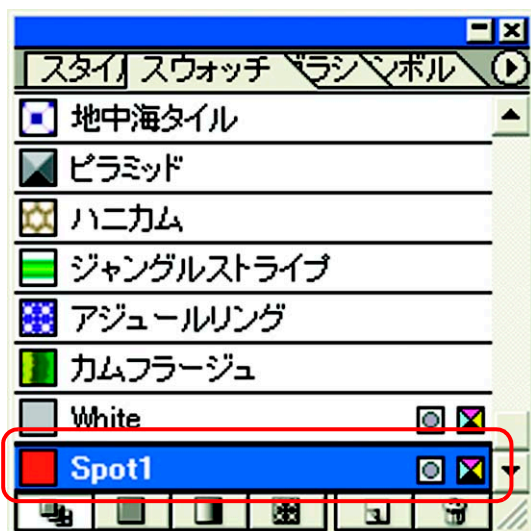 スタイル スウォッチ ブラシ シンボル
地中海タイル
ピラミッド
ハニカム
ジャングルストライプ
アジュールリング
カムフラージュ
White
Spot1